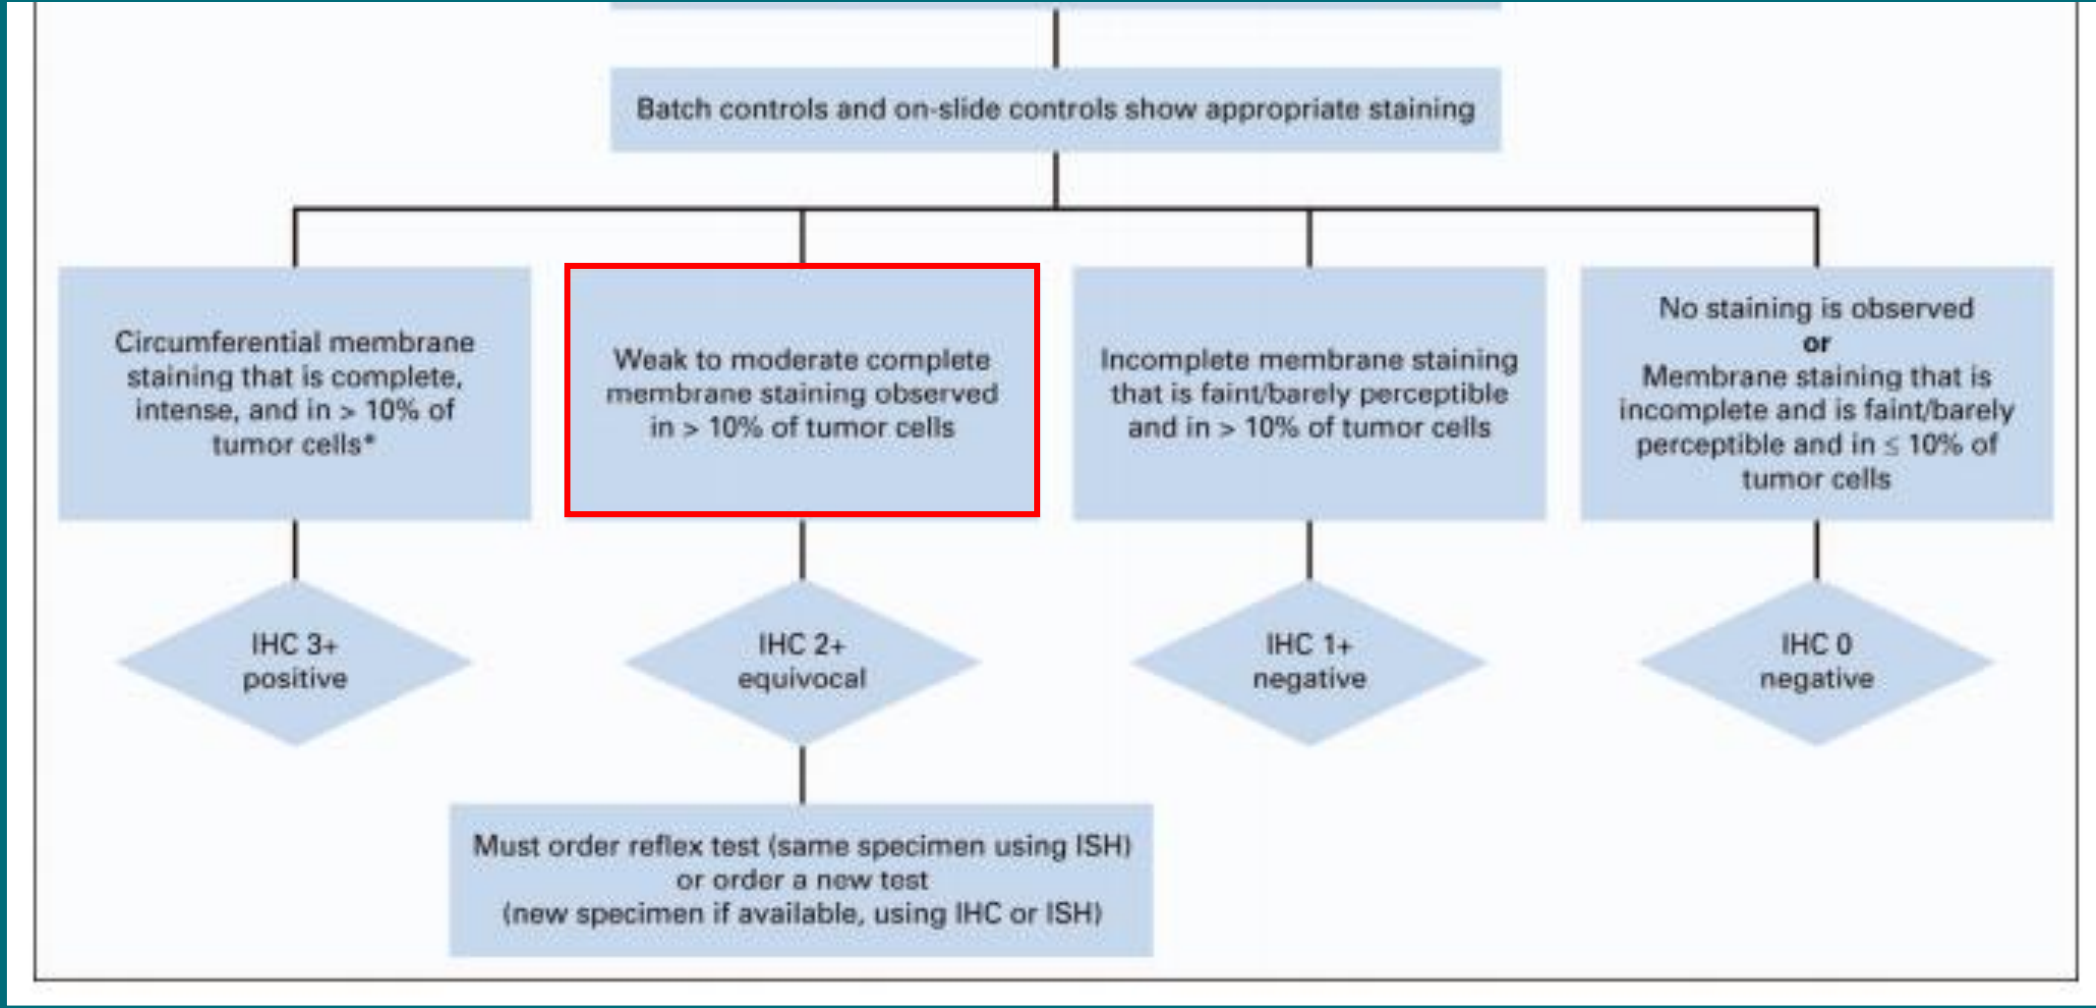 Batch controls and on-slide controls show appropriate staining
Circumferential membrane
staining that is complete,
intense, and in > 10% of
tumor cells*
Weak to moderate complete
membrane staining observed
in > 10% of tumor cells
Incomplete membrane staining
that is faint/barely perceptible
and in > 10% of tumor cells
No staining is observed
or
Membrane staining that is
incomplete and is faint/barely
perceptible and in ≤ 10% of
tumor cells
IHC 3+
positive
IHC 2+
equivocal
IHC 1+
negative
IHC 0
negative
Must order reflex test (same specimen using ISH)
or order a new test
(new specimen if available, using IHC or ISH)